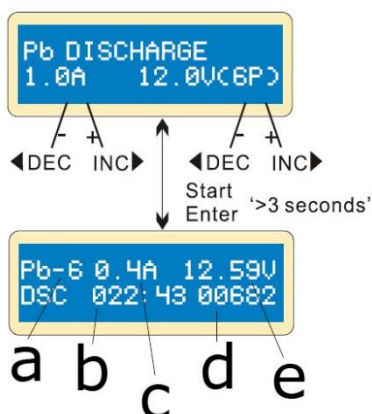 Pb DISCHARGE
1.0A 12.0V(6P)
- + - +
◀DEC INC▶ ◀DEC INC▶
Start
Enter '>3 seconds'
Pb-6 0.4A 12.59V
DSC 022:43 00682
a b c d e